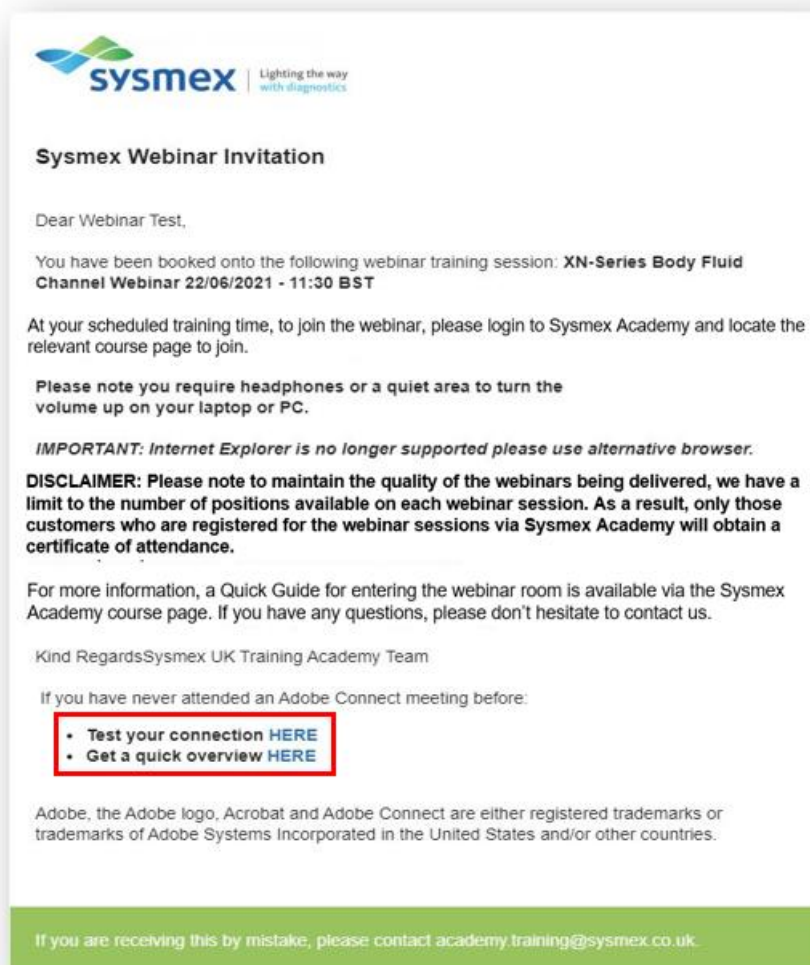 sysmex
Lighting the way
with diagnostics
Sysmex Webinar Invitation
Dear Webinar Test,
You have been booked onto the following webinar training session: XN-Series Body Fluid
Channel Webinar 22/06/2021 - 11:30 BST
At your scheduled training time, to join the webinar, please login to Sysmex Academy and locate the
relevant course page to join.
Please note you require headphones or a quiet area to turn the
volume up on your laptop or PC.
IMPORTANT: Internet Explorer is no longer supported please use alternative browser.
DISCLAIMER: Please note to maintain the quality of the webinars being delivered, we have a
limit to the number of positions available on each webinar session. As a result, only those
customers who are registered for the webinar sessions via Sysmex Academy will obtain a
certificate of attendance.
For more information, a Quick Guide for entering the webinar room is available via the Sysmex
Academy course page. If you have any questions, please don't hesitate to contact us.
Kind RegardsSysmex UK Training Academy Team
If you have never attended an Adobe Connect meeting before:
• Test your connection HERE
• Get a quick overview HERE
Adobe, the Adobe logo, Acrobat and Adobe Connect are either registered trademarks or
trademarks of Adobe Systems Incorporated in the United States and/or other countries.
If you are receiving this by mistake, please contact academy.training@sysmex.co.uk.